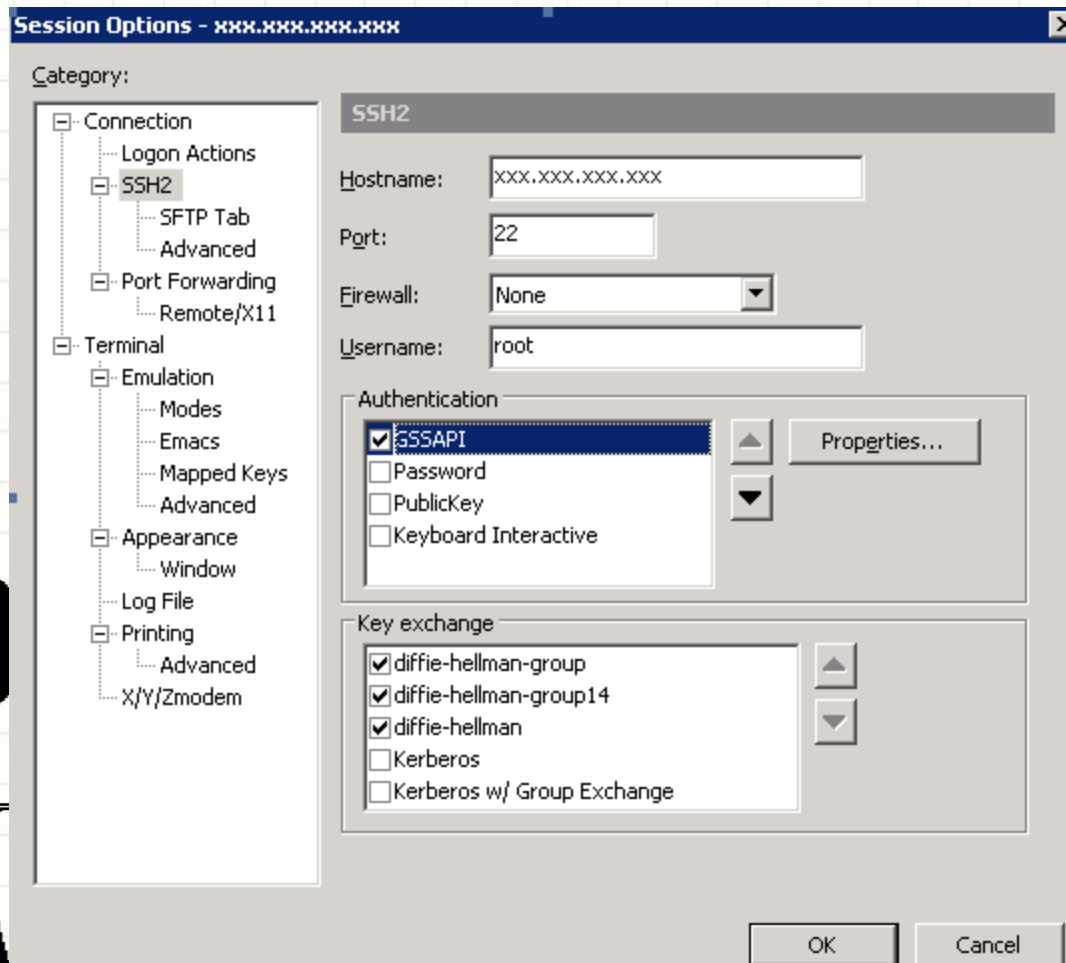 Session Options - xxx.xxx.xxx.xxx
Category:
Connection
Logon Actions
SSH2
SFTP Tab
Advanced
Port Forwarding
Remote/X11
Terminal
Emulation
Modes
Emacs
Mapped Keys
Advanced
Appearance
Window
Log File
Printing
Advanced
X/Y/Zmodem
SSH2
Hostname: xxx.xxx.xxx.xxx
Port: 22
Firewall: None
Username: root
Authentication
GSSAPI
Password
PublicKey
Keyboard Interactive
Properties...
Key exchange
diffie-hellman-group
diffie-hellman-group14
diffie-hellman
Kerberos
Kerberos w/ Group Exchange
OK Cancel